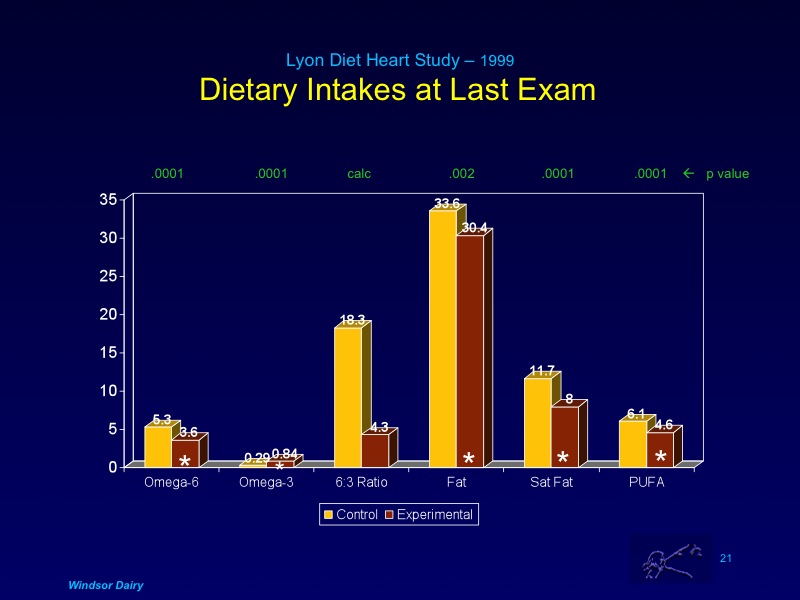 Lyon Diet Heart Study – 1999
Dietary Intakes at Last Exam
.0001 .0001 calc .002 .0001 .0001 ← p value
35
30
25
20
15
10
5
0
5.3 3.6 0.29 0.84 18.3 4.3 33.6 30.4 11.7 8 6.1 4.6
* * * * *
Omega-6 Omega-3 6:3 Ratio Fat Sat Fat PUFA
Control Experimental
21
Windsor Dairy